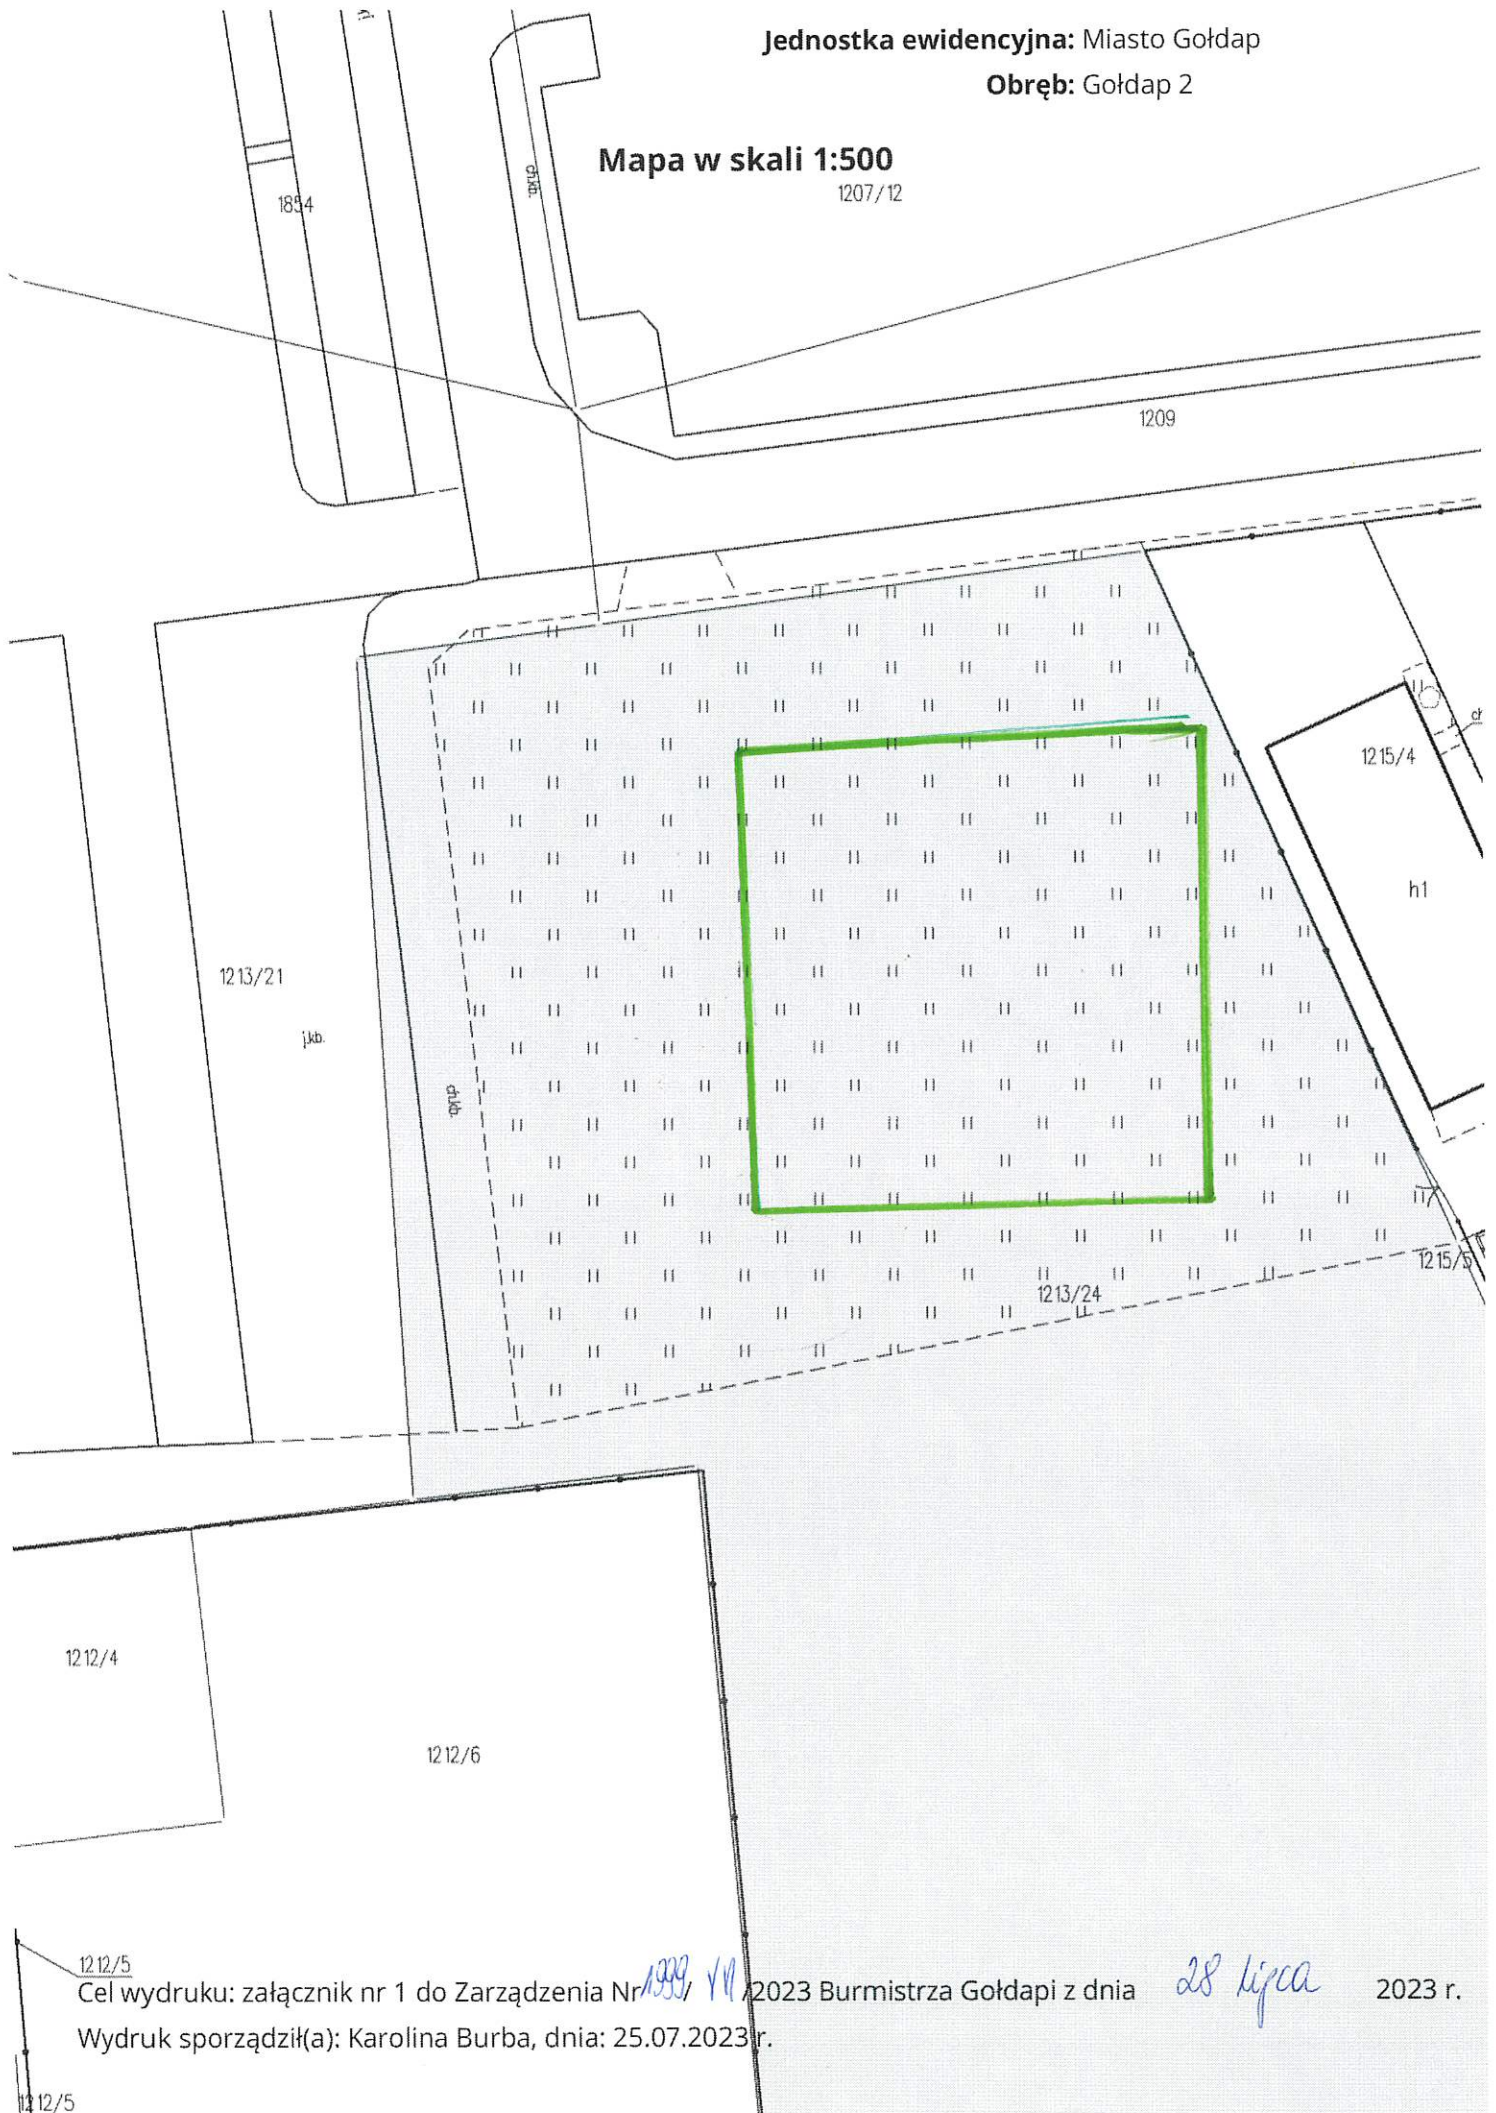 Jednostka ewidencyjna: Miasto Gołdap
Obręb: Gołdap 2
Mapa w skali 1:500
1207/12
ch.kb.
1854
1209
1215/4
h1
1213/21
j.kb.
ch.kb.
1215/5
1213/24
1212/4
1212/6
1212/5
Cel wydruku: załącznik nr 1 do Zarządzenia Nr 1999/ VII /2023 Burmistrza Gołdapi z dnia 28 lipca 2023 r.
Wydruk sporządził(a): Karolina Burba, dnia: 25.07.2023 r.
1212/5